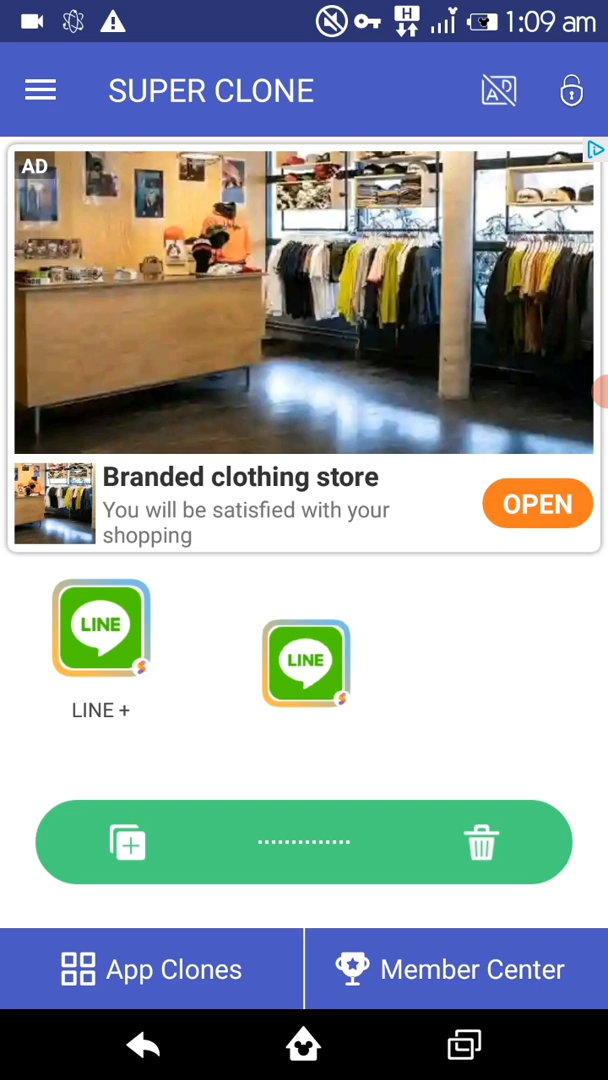 H
1:09 am
SUPER CLONE
AD
AD
Branded clothing store
You will be satisfied with your
shopping
OPEN
LINE
LINE
LINE +
App Clones
Member Center